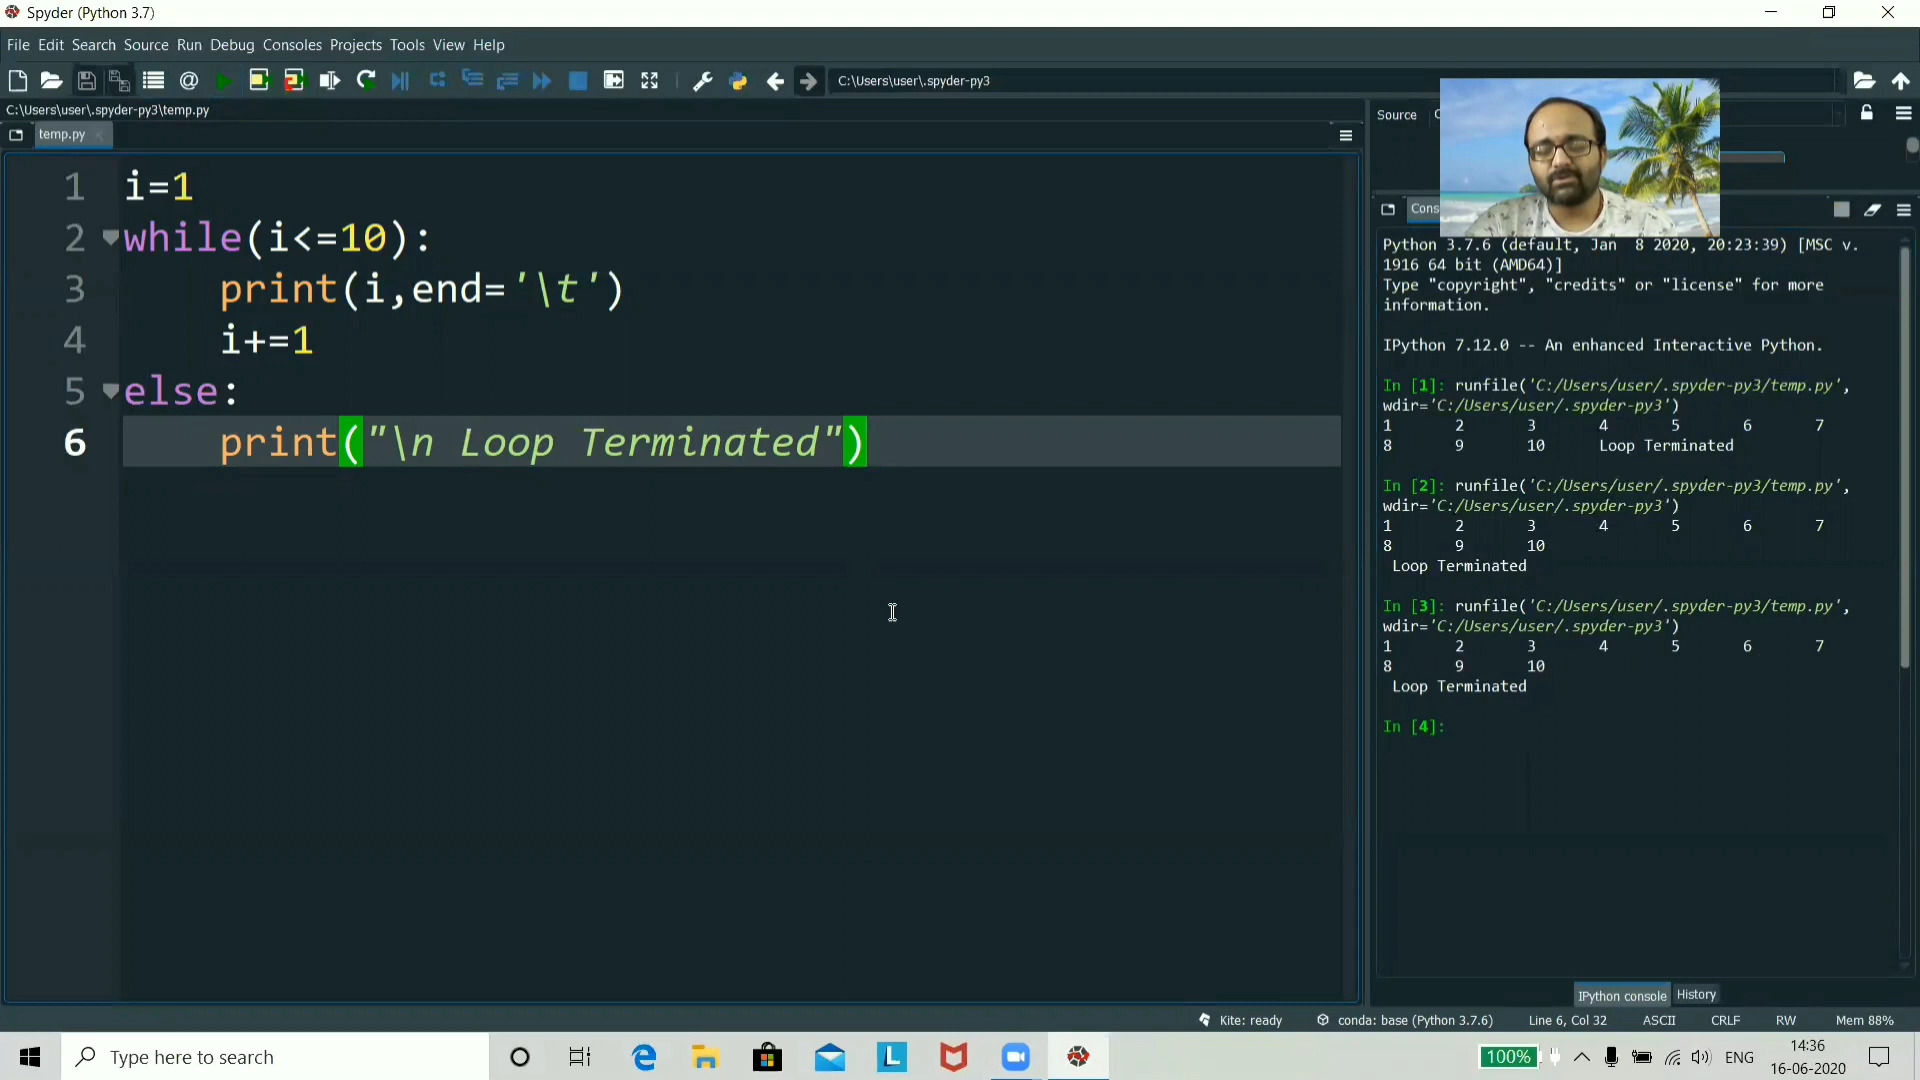 Spyder (Python 3.7)
File Edit Search Source Run Debug Consoles Projects Tools View Help
C:\Users\user\.spyder-py3
C:\Users\user\.spyder-py3\temp.py
Source
temp.py
1 i=1
2 while(i<=10):
3 print(i,end='\t')
4 i+=1
5 else:
6 print("\n Loop Terminated")
Python 3.7.6 (default, Jan 8 2020, 20:23:39) [MSC v.
1916 64 bit (AMD64)]
Type "copyright", "credits" or "license" for more
information.
IPython 7.12.0 -- An enhanced Interactive Python.
In [1]: runfile('C:/Users/user/.spyder-py3/temp.py',
wdir='C:/Users/user/.spyder-py3')
1 2 3 4 5 6 7
8 9 10 Loop Terminated
In [2]: runfile('C:/Users/user/.spyder-py3/temp.py',
wdir='C:/Users/user/.spyder-py3')
1 2 3 4 5 6 7
8 9 10
Loop Terminated
In [3]: runfile('C:/Users/user/.spyder-py3/temp.py',
wdir='C:/Users/user/.spyder-py3')
1 2 3 4 5 6 7
8 9 10
Loop Terminated
In [4]:
IPython console History
Kite: ready conda: base (Python 3.7.6) Line 6, Col 32 ASCII CRLF RW Mem 88%
Type here to search
100% ENG
14:36
16-06-2020